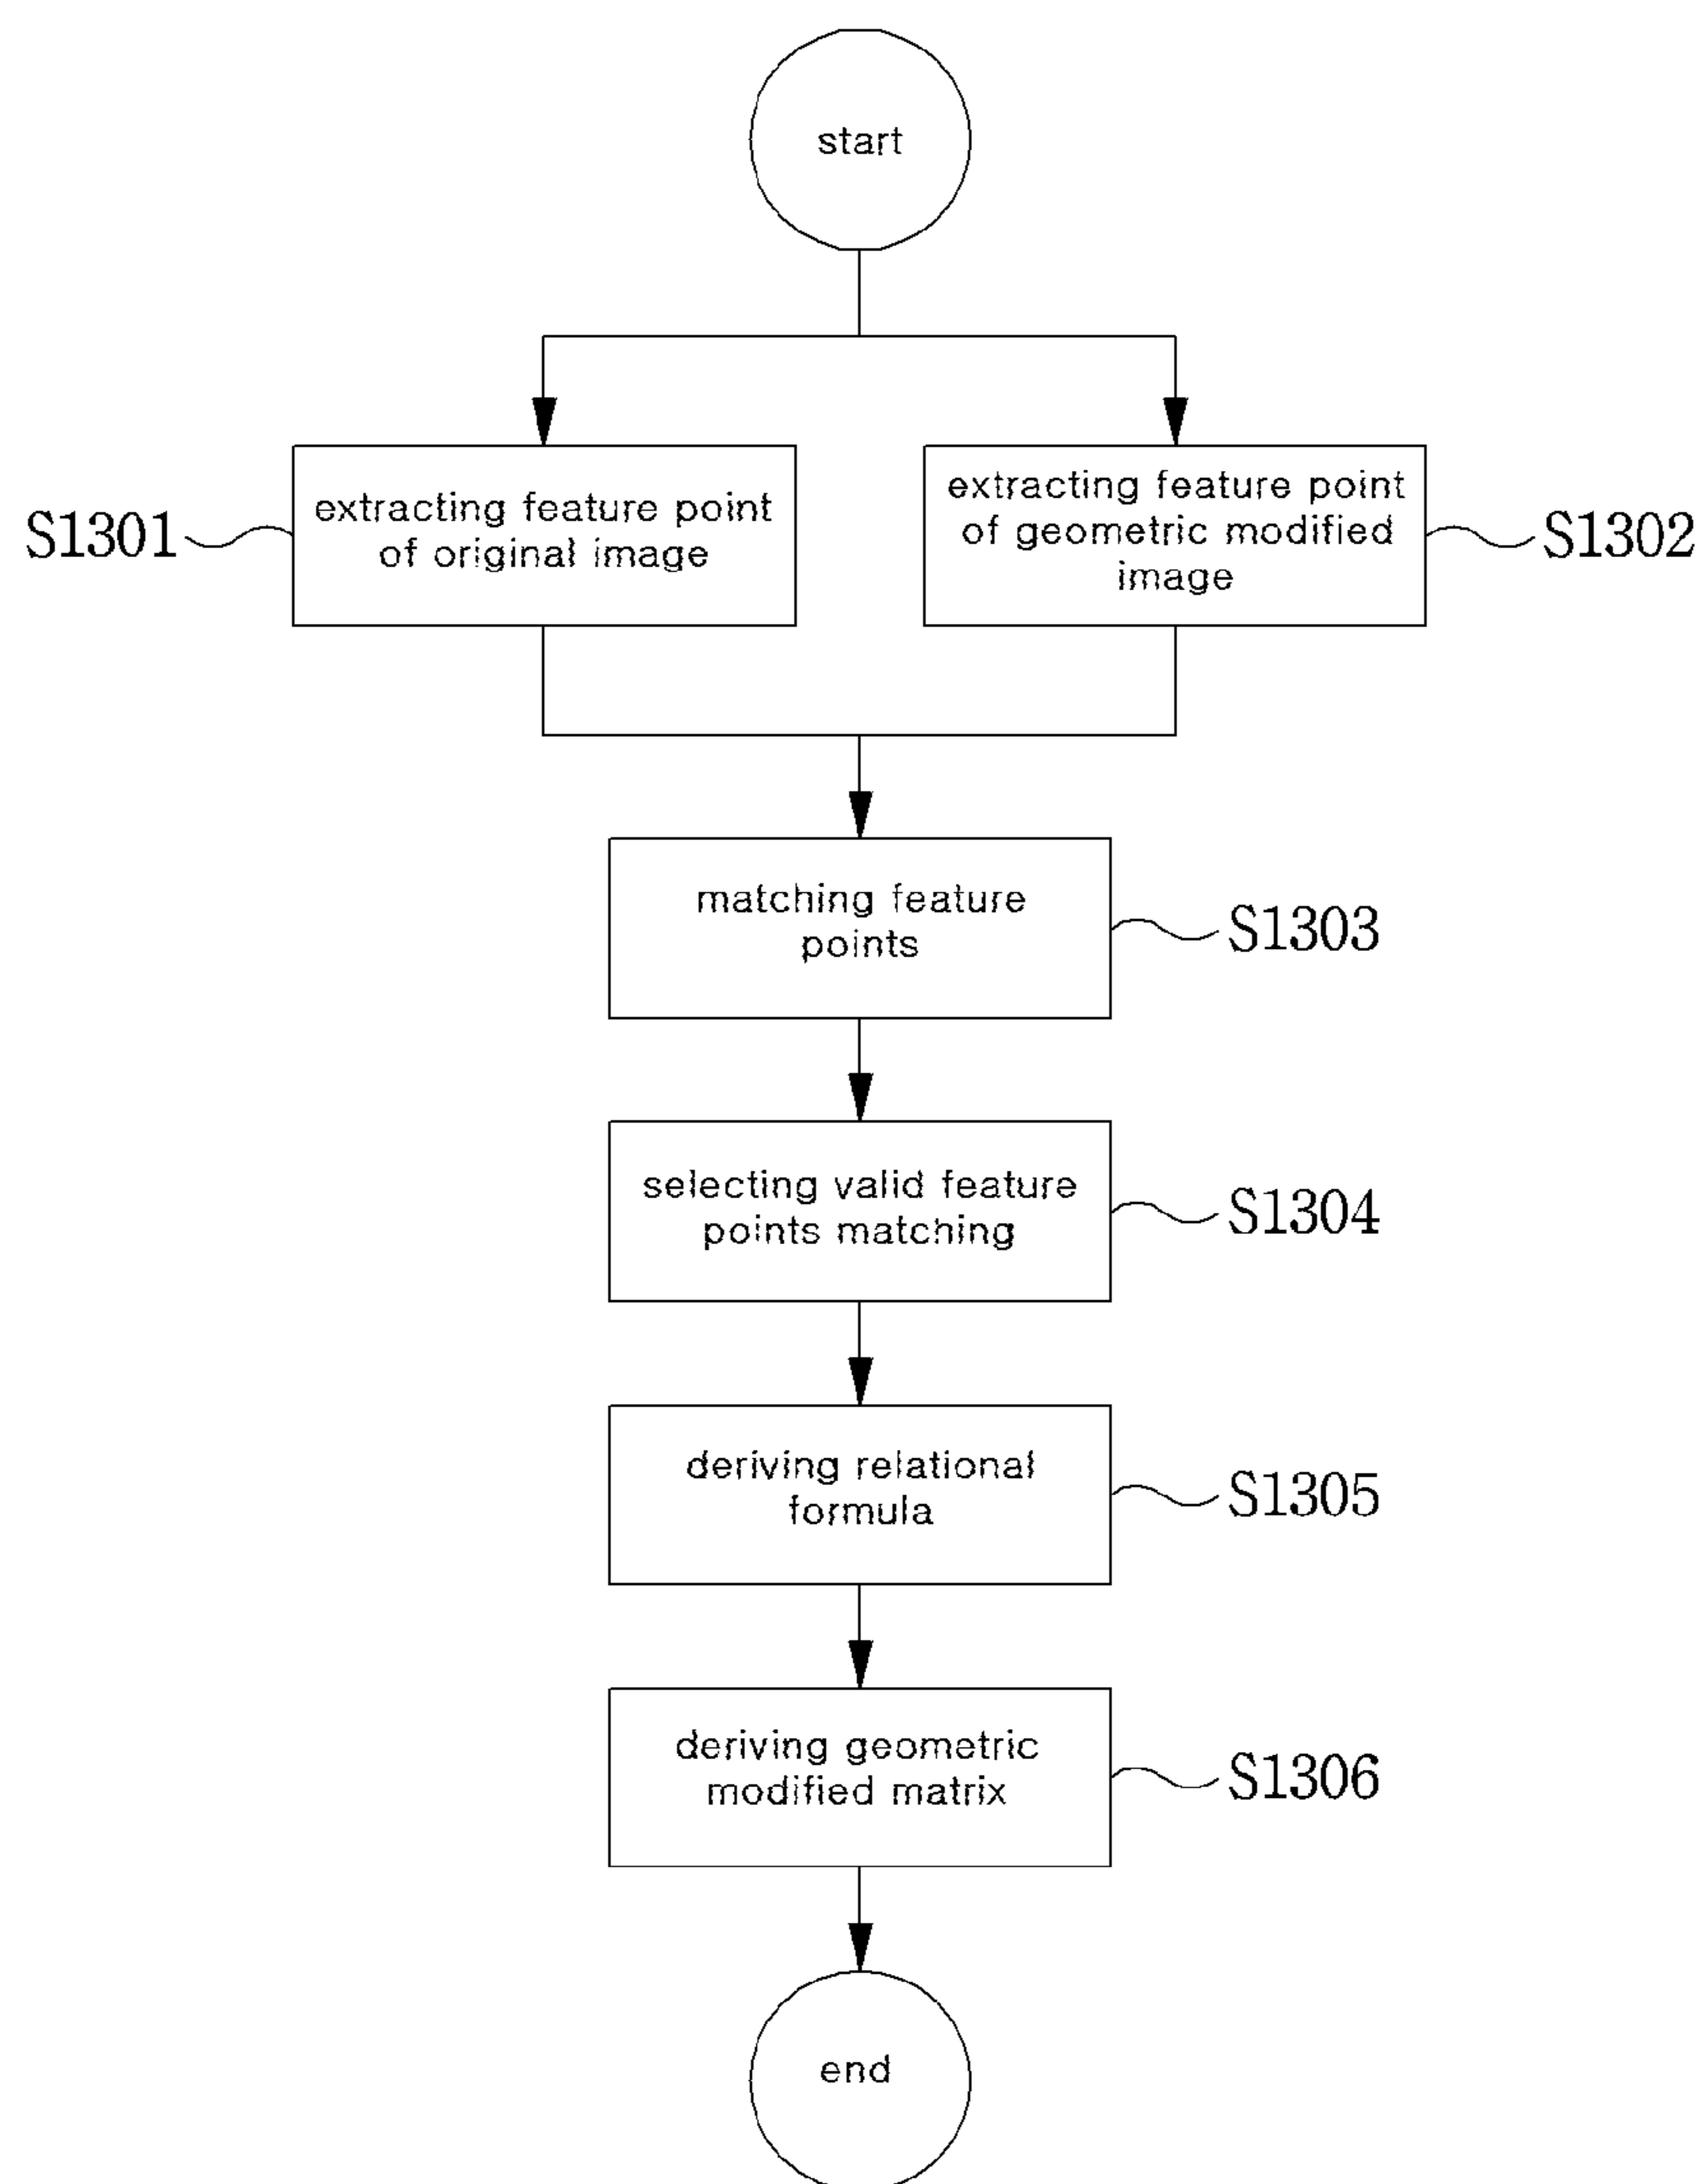 start
extracting feature point
of original image
S1301
extracting feature point
of geometric modified
image
S1302
matching feature
points
S1303
selecting valid feature
points matching
S1304
deriving relational
formula
S1305
deriving geometric
modified matrix
S1306
end